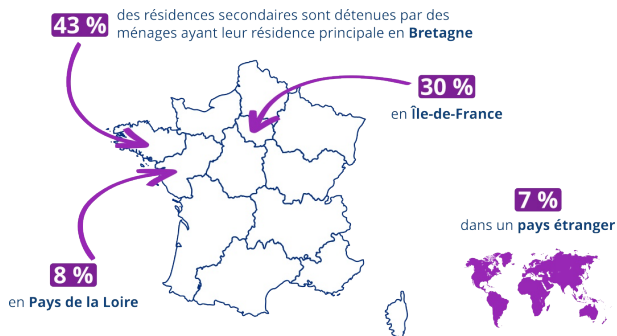 43 %
des résidences secondaires sont détenues par des
ménages ayant leur résidence principale en Bretagne
30 %
en Île-de-France
7 %
dans un pays étranger
8 %
en Pays de la Loire